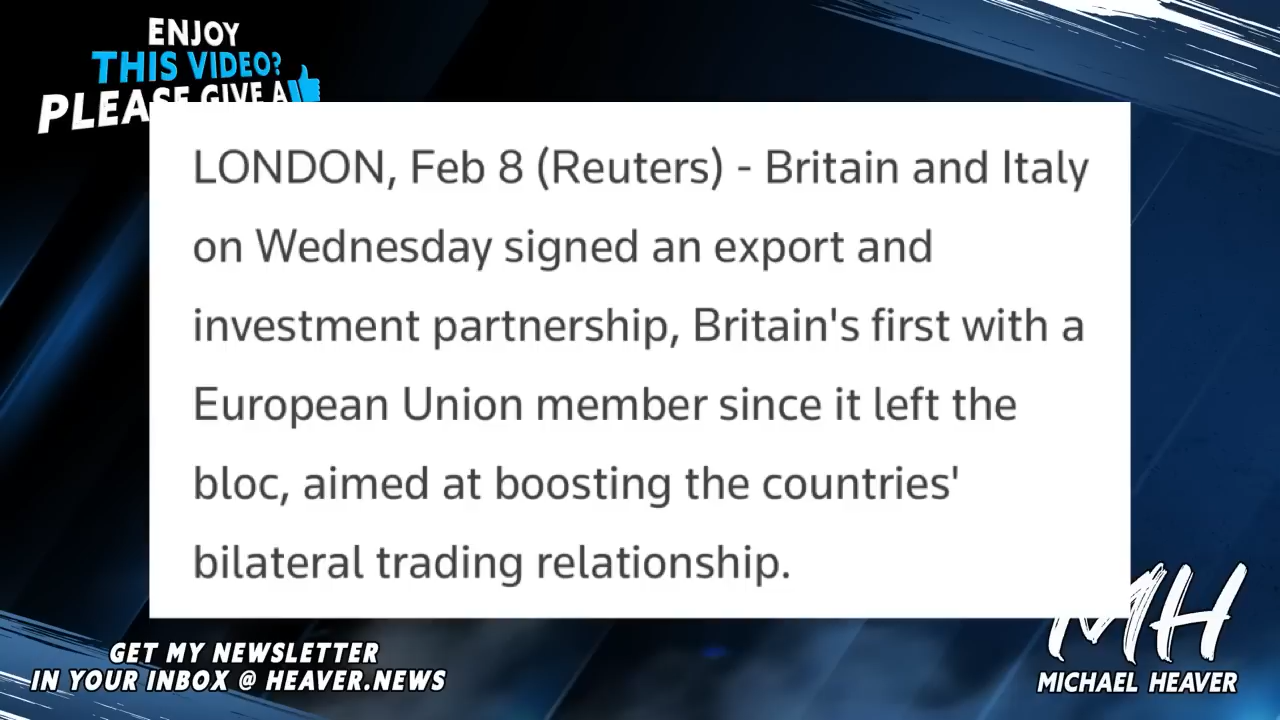 ENJOY
THIS VIDEO?
PLEASE GIVE A
LONDON, Feb 8 (Reuters) - Britain and Italy
on Wednesday signed an export and
investment partnership, Britain's first with a
European Union member since it left the
bloc, aimed at boosting the countries'
bilateral trading relationship.
MH
GET MY NEWSLETTER
IN YOUR INBOX @ HEAVER.NEWS
MICHAEL HEAVER